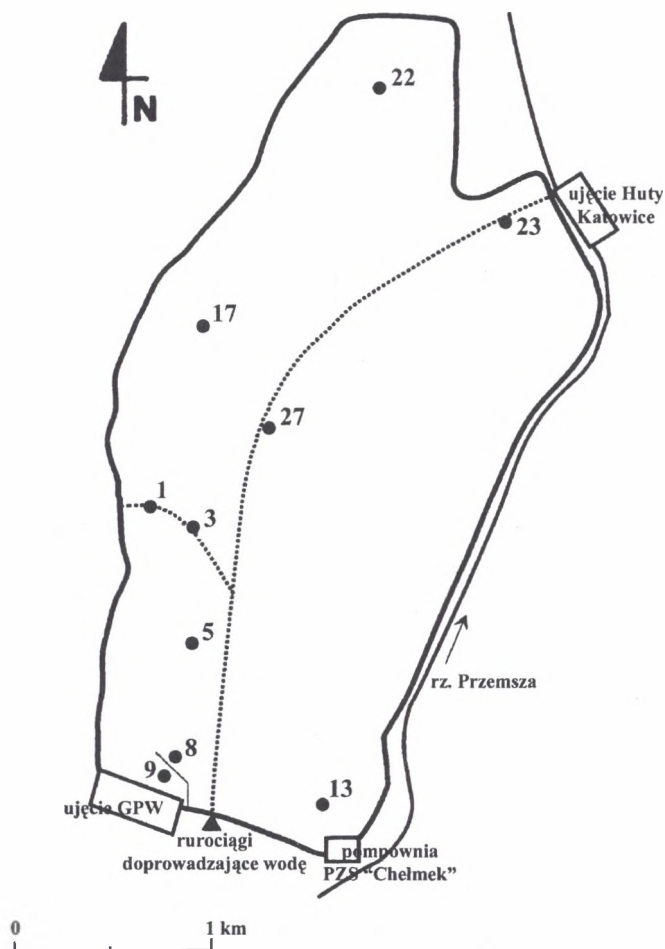 22
N
ujęcie Huty
Katowice
23
17
27
1
3
5
rz. Przemsza
8
9
13
ujęcie GPW
rurociągi
doprowadzające wodę
pompownia
PZS “Chełmek”
0 1 km